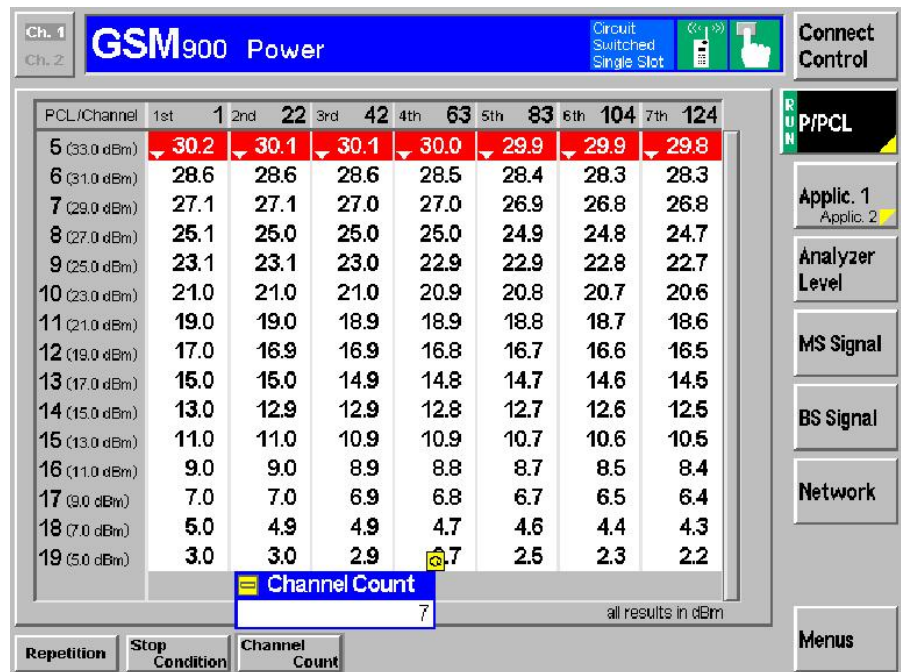 Ch. 1
Ch. 2
GSM900 Power
Circuit
Switched
Single Slot
Connect
Control
PCL/Channel 1st 1 2nd 22 3rd 42 4th 63 5th 83 6th 104 7th 124
5 (33.0 dBm) 30.2 30.1 30.1 30.0 29.9 29.9 29.8
6 (31.0 dBm) 28.6 28.6 28.6 28.5 28.4 28.3 28.3
7 (29.0 dBm) 27.1 27.1 27.0 27.0 26.9 26.8 26.8
8 (27.0 dBm) 25.1 25.0 25.0 25.0 24.9 24.8 24.7
9 (25.0 dBm) 23.1 23.1 23.0 22.9 22.9 22.8 22.7
10 (23.0 dBm) 21.0 21.0 21.0 20.9 20.8 20.7 20.6
11 (21.0 dBm) 19.0 19.0 18.9 18.9 18.8 18.7 18.6
12 (19.0 dBm) 17.0 16.9 16.9 16.8 16.7 16.6 16.5
13 (17.0 dBm) 15.0 15.0 14.9 14.8 14.7 14.6 14.5
14 (15.0 dBm) 13.0 12.9 12.9 12.8 12.7 12.6 12.5
15 (13.0 dBm) 11.0 11.0 10.9 10.9 10.7 10.6 10.5
16 (11.0 dBm) 9.0 9.0 8.9 8.8 8.7 8.5 8.4
17 (9.0 dBm) 7.0 7.0 6.9 6.8 6.7 6.5 6.4
18 (7.0 dBm) 5.0 4.9 4.9 4.7 4.6 4.4 4.3
19 (5.0 dBm) 3.0 3.0 2.9 .7 2.5 2.3 2.2
Channel Count
7
all results in dBm
RUN
P/PCL
Applic. 1
Applic. 2
Analyzer
Level
MS Signal
BS Signal
Network
Menus
Repetition
Stop
Condition
Channel
Count